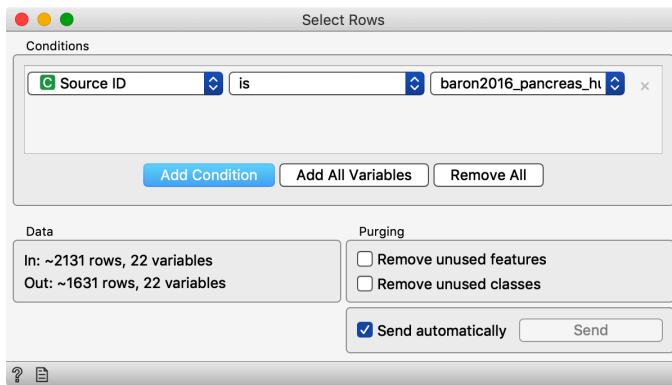 Select Rows
Conditions
C Source ID is baron2016_pancreas_hu
Add Condition Add All Variables Remove All
Data
In: ~2131 rows, 22 variables
Out: ~1631 rows, 22 variables
Purging
Remove unused features
Remove unused classes
Send automatically Send
?